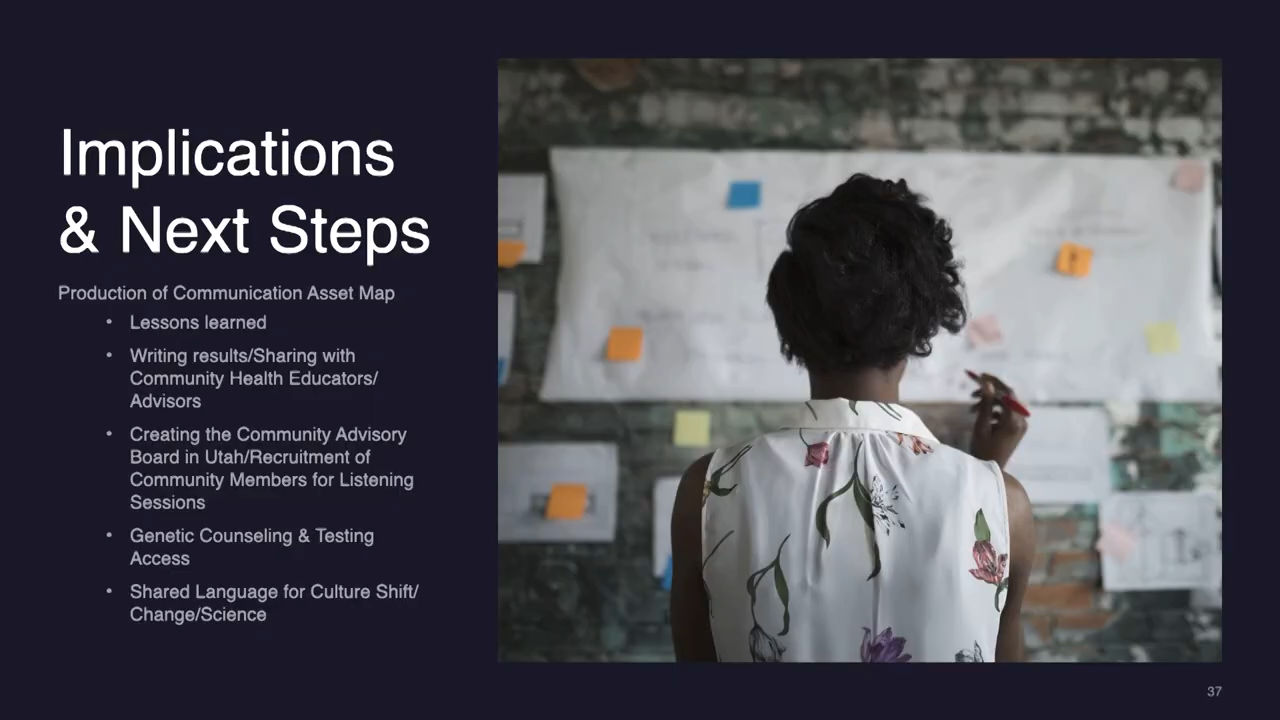 Implications
& Next Steps
Production of Communication Asset Map
• Lessons learned
• Writing results/Sharing with
Community Health Educators/
Advisors
• Creating the Community Advisory
Board in Utah/Recruitment of
Community Members for Listening
Sessions
• Genetic Counseling & Testing
Access
• Shared Language for Culture Shift/
Change/Science
37